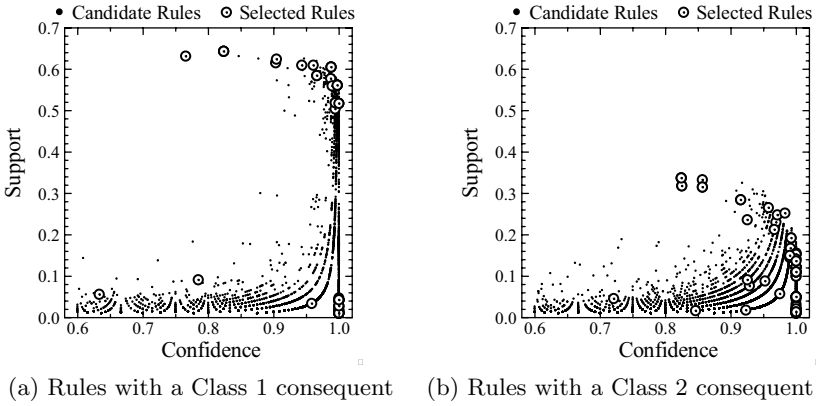 Candidate Rules Selected Rules
Support
0.7
0.6
0.5
0.4
0.3
0.2
0.1
0.0
0.6 0.7 0.8 0.9 1.0
Confidence
(a) Rules with a Class 1 consequent
Candidate Rules Selected Rules
Support
0.7
0.6
0.5
0.4
0.3
0.2
0.1
0.0
0.6 0.7 0.8 0.9 1.0
Confidence
(b) Rules with a Class 2 consequent